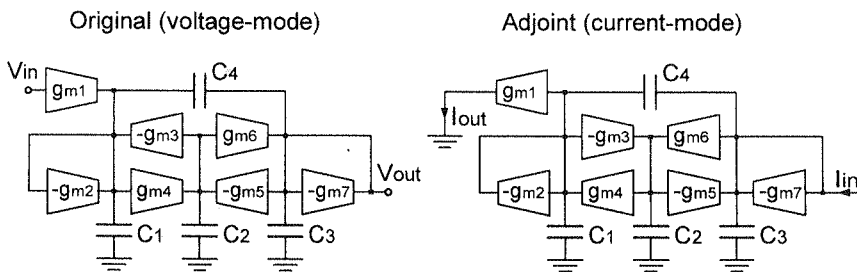 Original (voltage-mode)
Adjoint (current-mode)
Vin
gm1
C4
-gm3
gm6
-gm2
gm4
-gm5
-gm7
Vout
C1
C2
C3
gm1
C4
Iout
-gm3
gm6
-gm2
gm4
-gm5
-gm7
Iin
C1
C2
C3